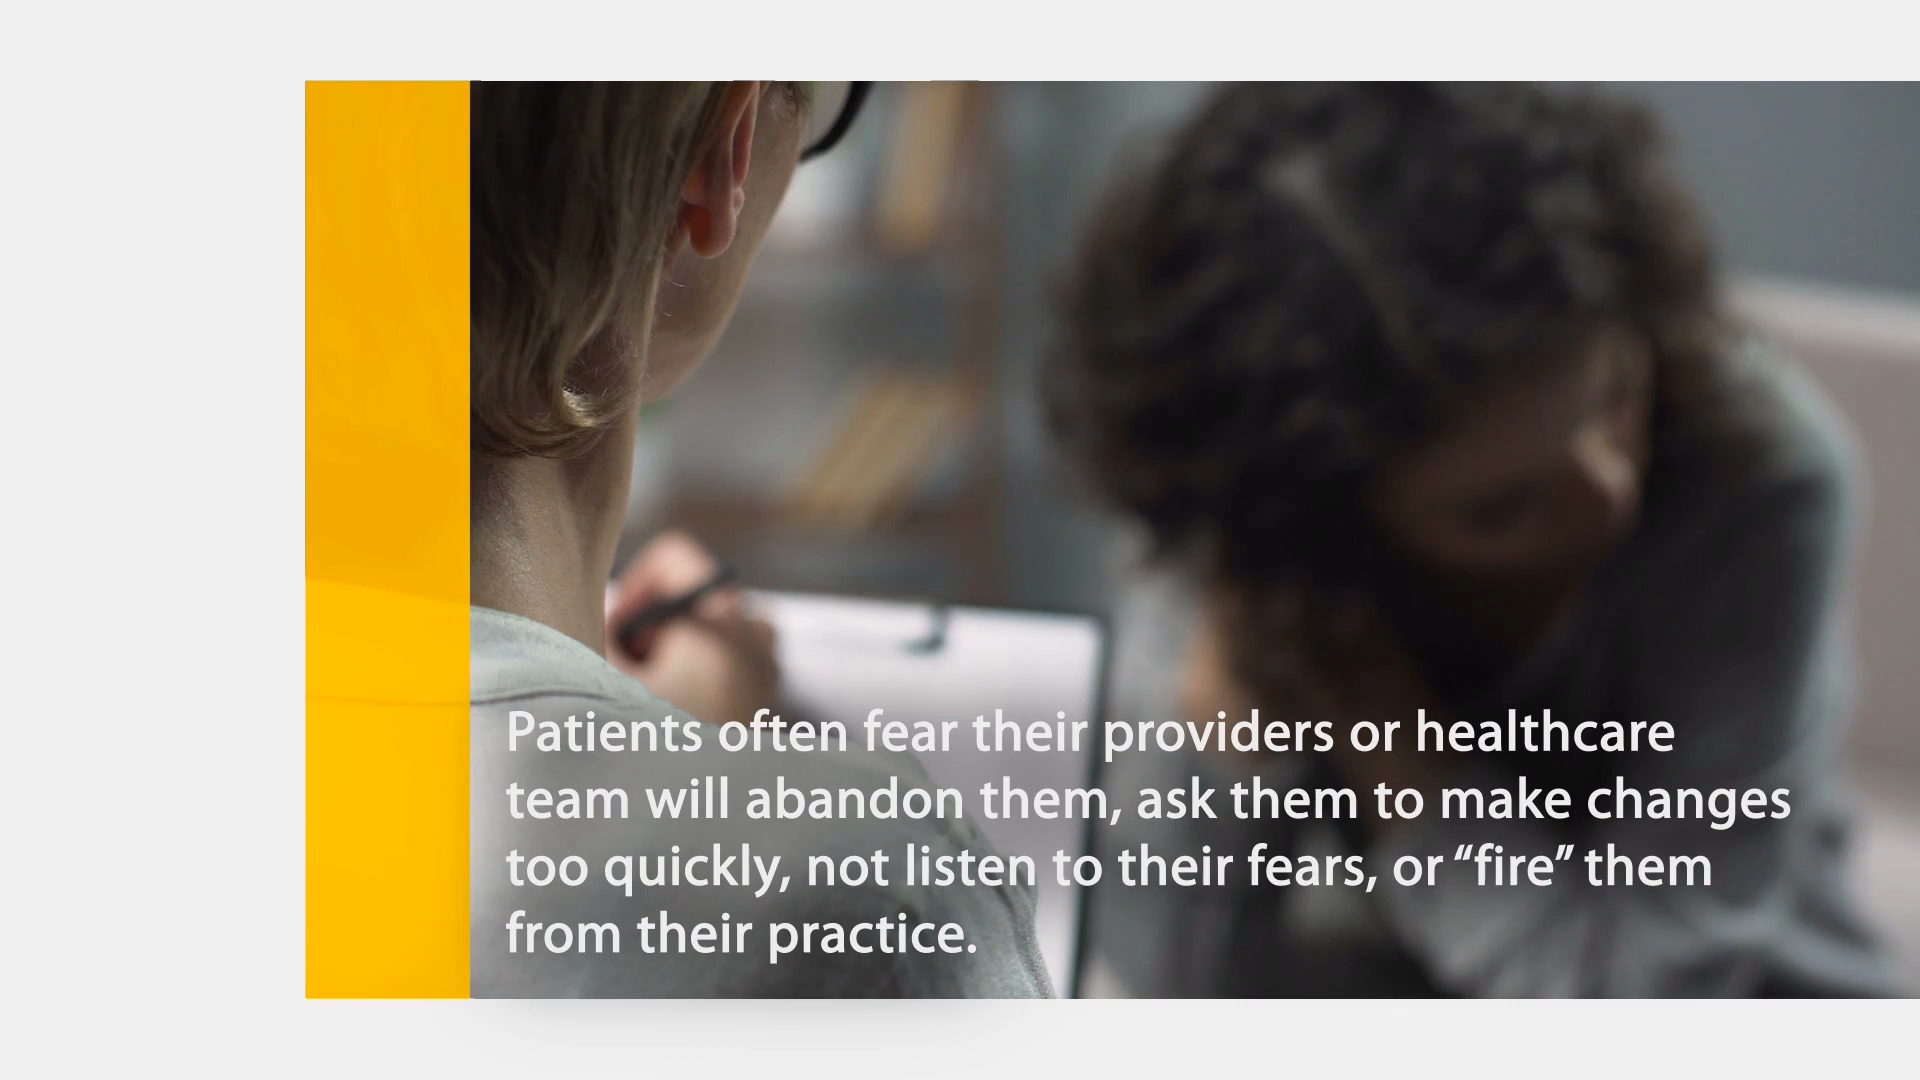 Patients often fear their providers or healthcare
team will abandon them, ask them to make changes
too quickly, not listen to their fears, or “fire” them
from their practice.